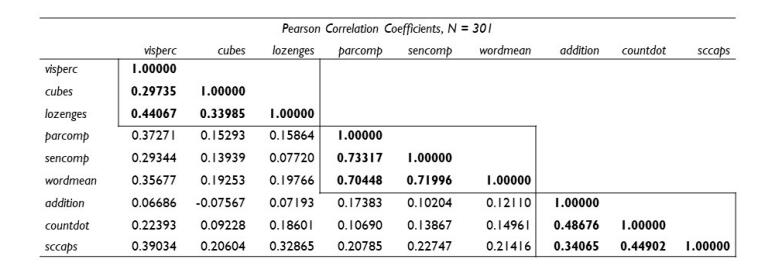 Pearson Correlation Coefficients, N = 301
visperc cubes lozenges parcomp sencomp wordmean addition countdot sccaps
visperc 1.00000
cubes 0.29735 1.00000
lozenges 0.44067 0.33985 1.00000
parcomp 0.37271 0.15293 0.15864 1.00000
sencomp 0.29344 0.13939 0.07720 0.73317 1.00000
wordmean 0.35677 0.19253 0.19766 0.70448 0.71996 1.00000
addition 0.06686 -0.07567 0.07193 0.17383 0.10204 0.12110 1.00000
countdot 0.22393 0.09228 0.18601 0.10690 0.13867 0.14961 0.48676 1.00000
sccaps 0.39034 0.20604 0.32865 0.20785 0.22747 0.21416 0.34065 0.44902 1.00000